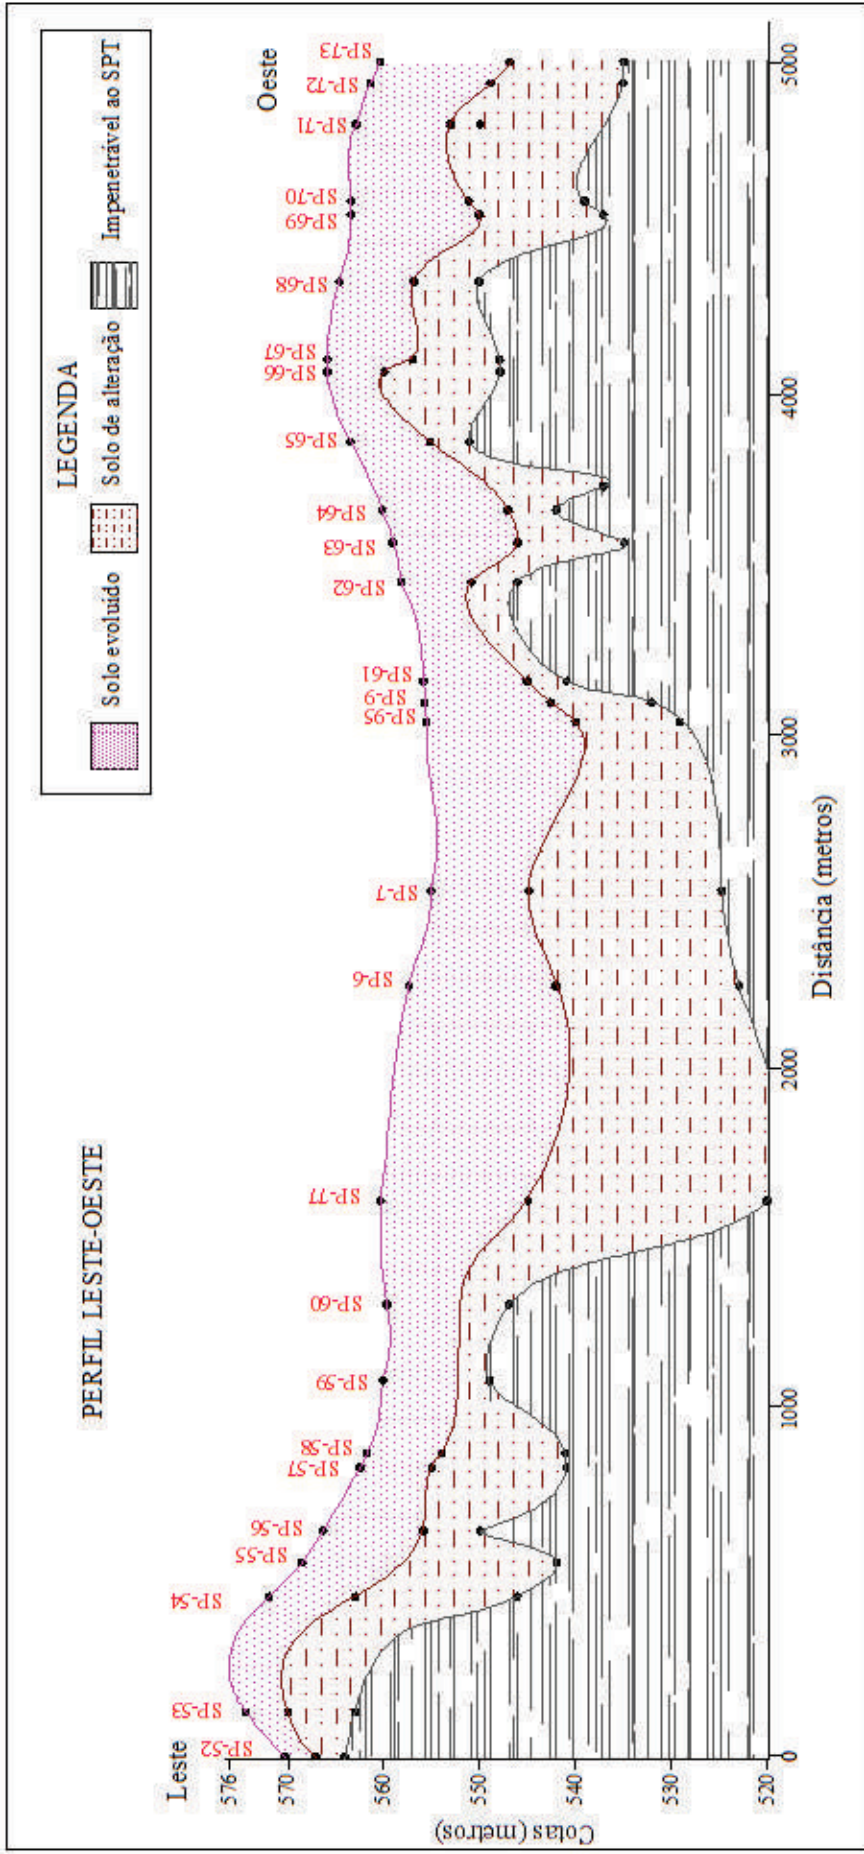 PERFIL LESTE-OESTE
LEGENDA
Solo evoluido
Solo de alteração
Impenetrável ao SPT
Leste
Oeste
SP-52
SP-53
SP-54
SP-55
SP-56
SP-57
SP-58
SP-59
SP-60
SP-77
SP-6
SP-7
SP-95
SP-9
SP-61
SP-62
SP-63
SP-64
SP-65
SP-66
SP-67
SP-68
SP-69
SP-70
SP-71
SP-72
SP-73
Cotas (metros)
576
570
560
550
540
530
520
0
1000
2000
3000
4000
5000
Distância (metros)